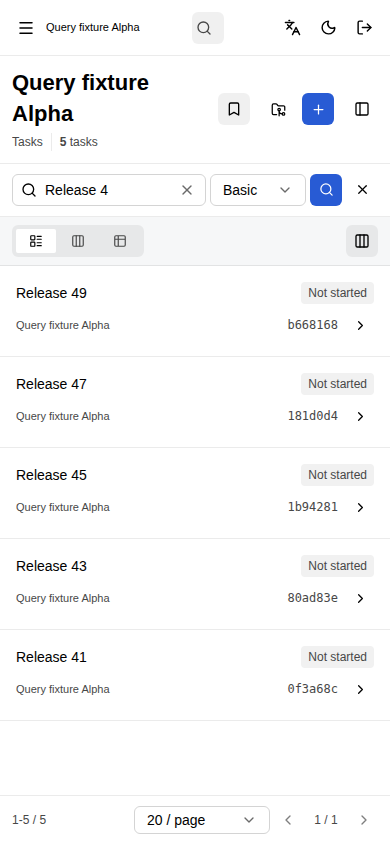 Query fixture Alpha
Query fixture
Alpha
Tasks
5 tasks
Release 4
Basic
Release 49
Not started
Query fixture Alpha
b668168
Release 47
Not started
Query fixture Alpha
181d0d4
Release 45
Not started
Query fixture Alpha
1b94281
Release 43
Not started
Query fixture Alpha
80ad83e
Release 41
Not started
Query fixture Alpha
0f3a68c
1-5 / 5
20 / page
1 / 1